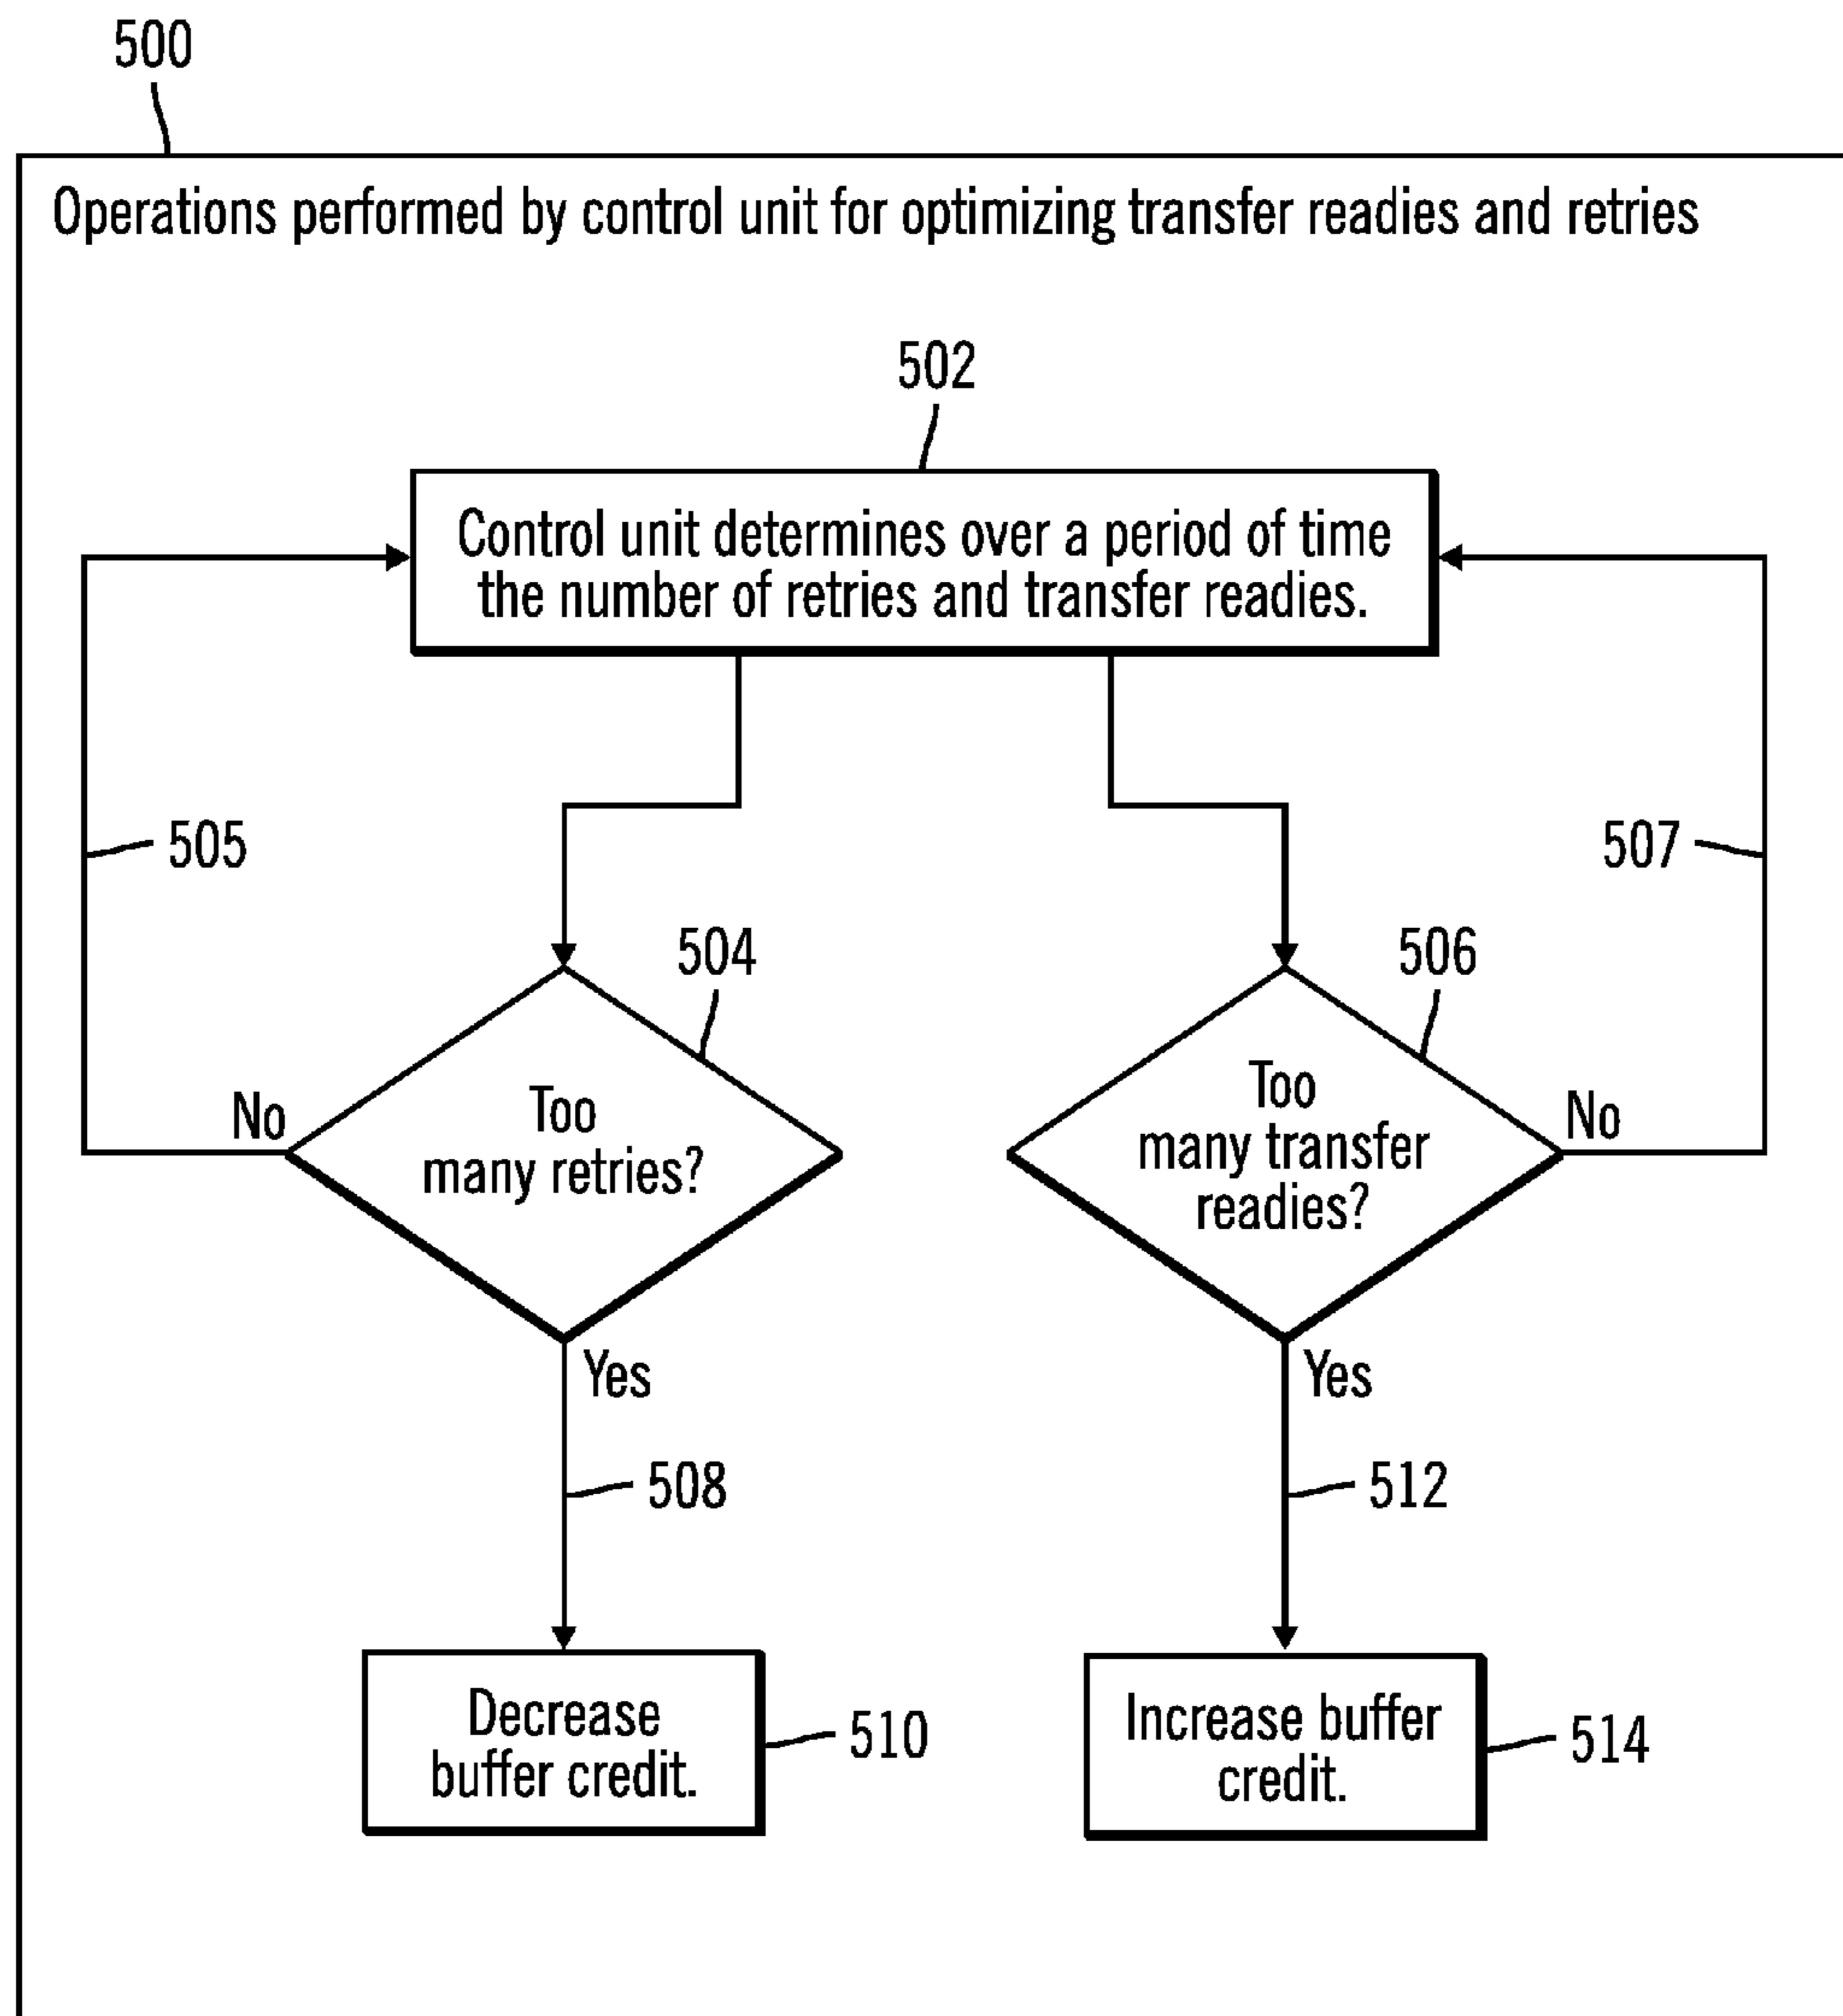 500
Operations performed by control unit for optimizing transfer readies and retries
502
Control unit determines over a period of time
the number of retries and transfer readies.
505
507
504
506
No
Too
many retries?
Too
many transfer
readies?
No
Yes
Yes
508
512
Decrease
buffer credit.
510
Increase buffer
credit.
514